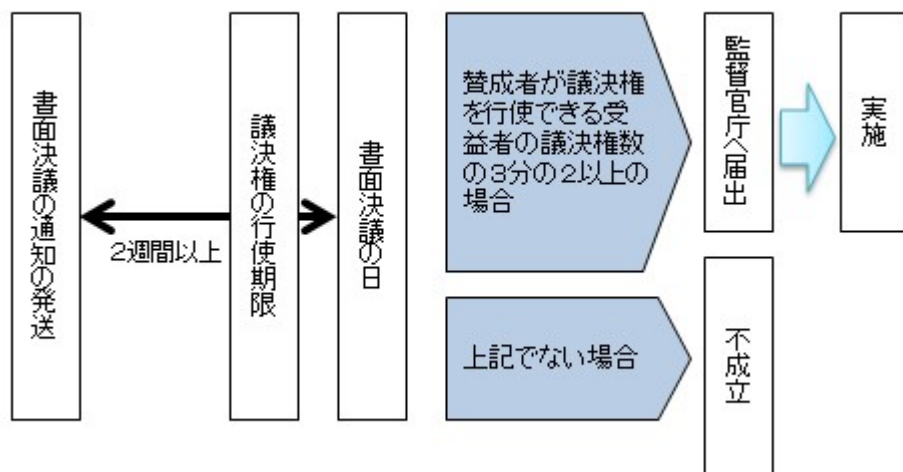 書面決議の通知の発送
2週間以上
議決権の行使期限
書面決議の日
賛成者が議決権
を行使できる受
益者の議決権数
の3分の2以上の
場合
監督官庁へ届出
実施
上記でない場合
不成立